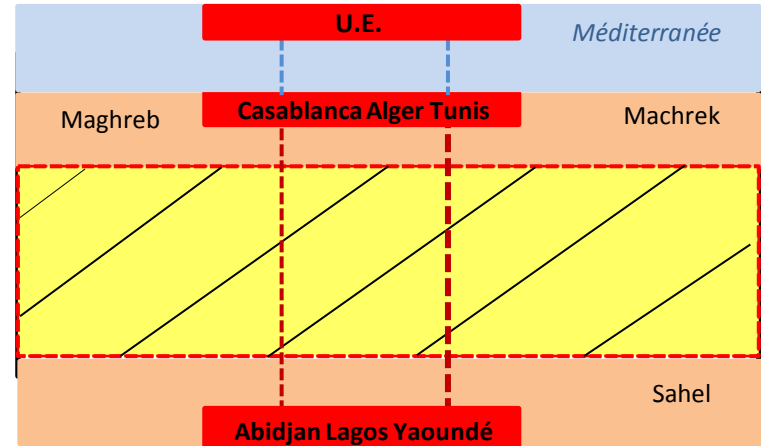 U.E.
Méditerranée
Maghreb
Casablanca Alger Tunis
Machrek
Sahel
Abidjan Lagos Yaoundé